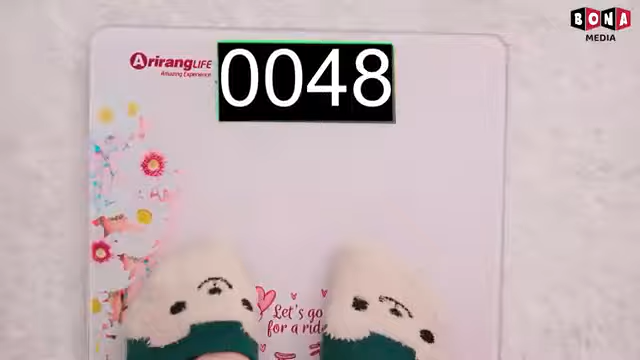 BONA
MEDIA
ArirangLIFE
Amazing Experience
0048
Let's go
for a ride